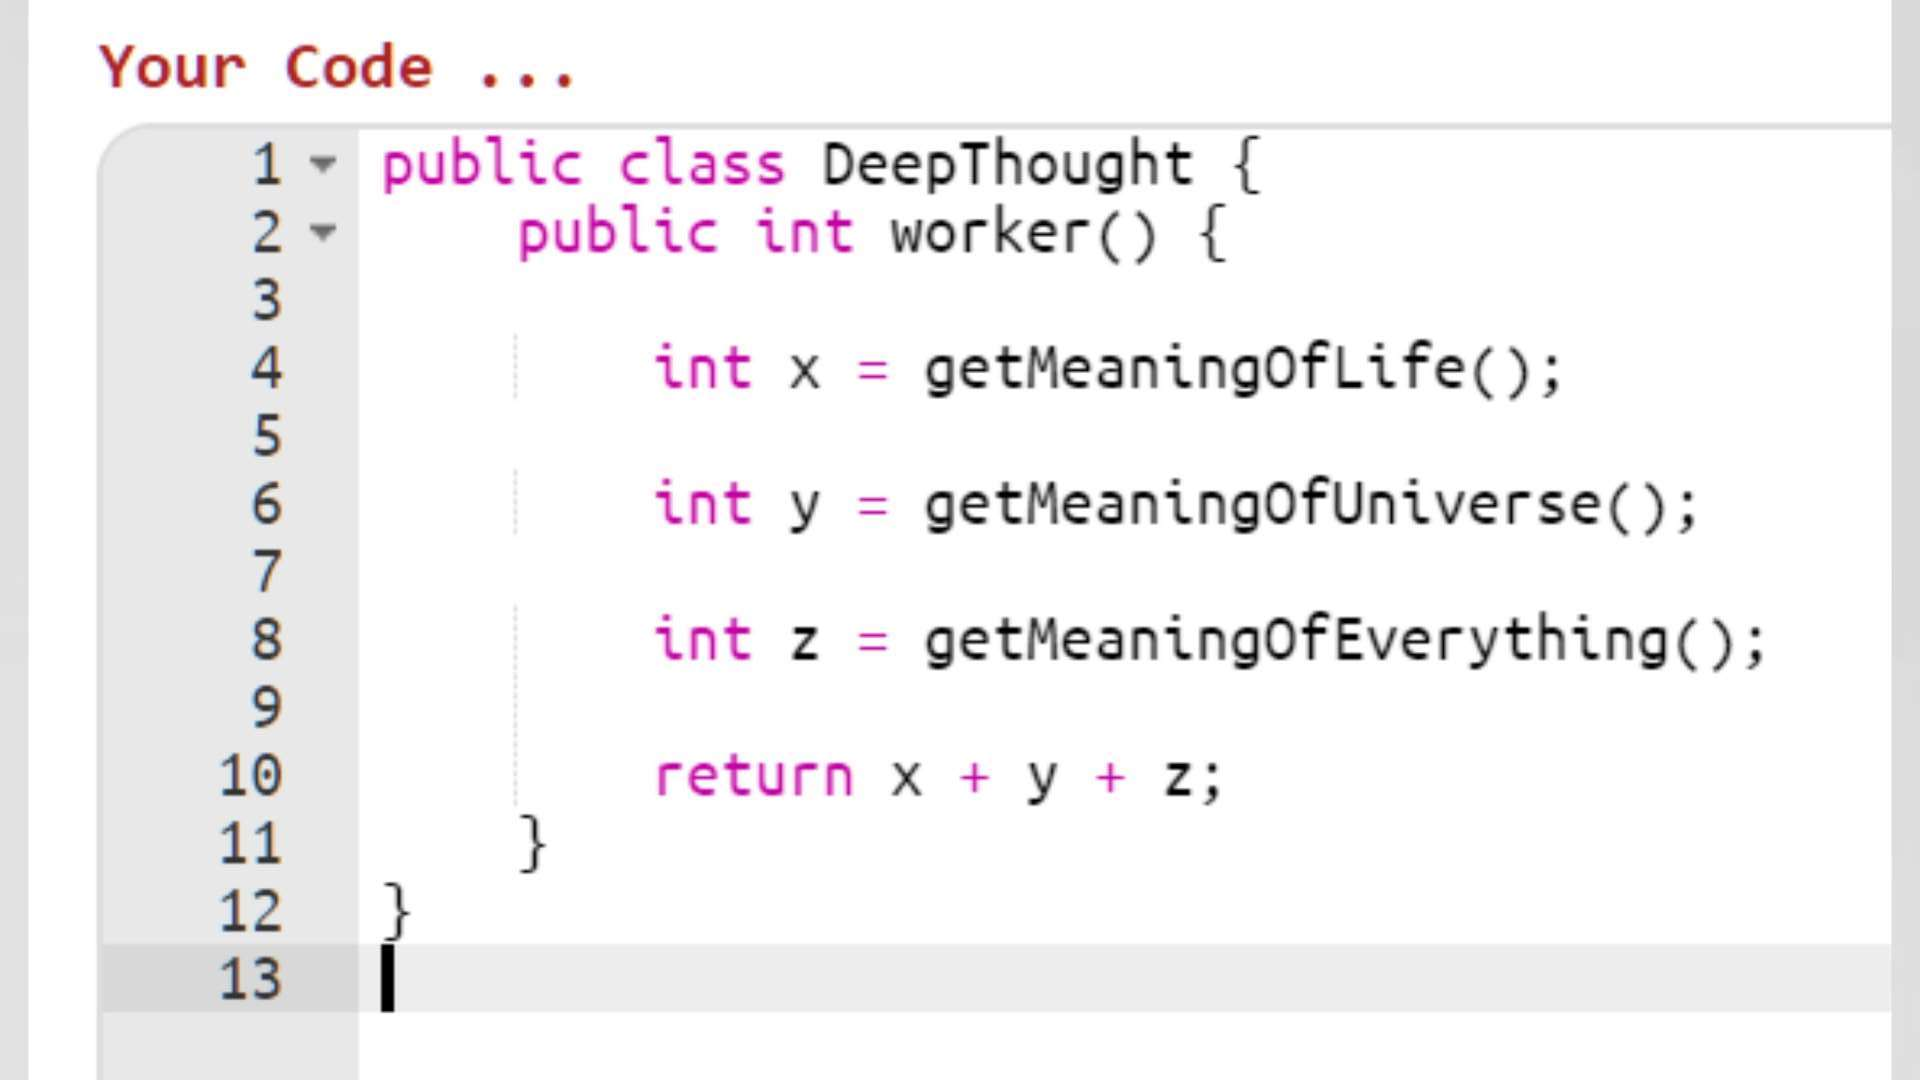 Your Code ...
1 public class DeepThought {
2     public int worker() {
3
4         int x = getMeaningOfLife();
5
6         int y = getMeaningOfUniverse();
7
8         int z = getMeaningOfEverything();
9
10         return x + y + z;
11     }
12 }
13